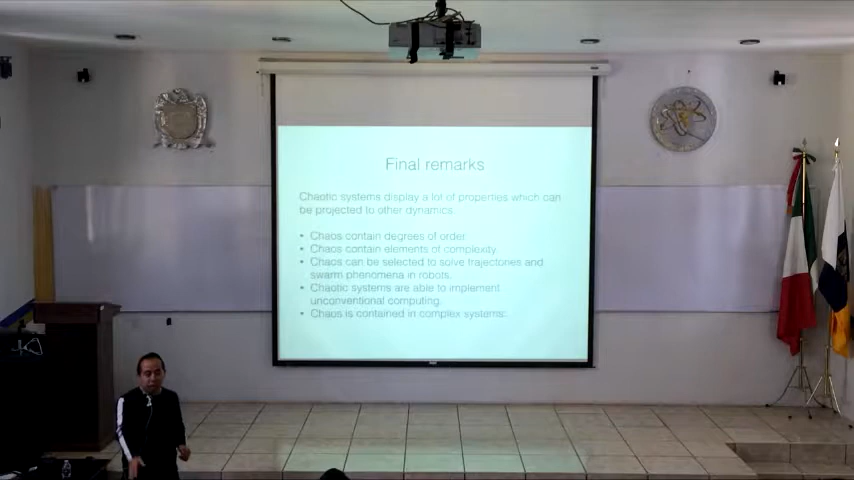 Final remarks
Chaotic systems display a lot of properties which can
be projected to other dynamics.
• Chaos contain degrees of order.
• Chaos contain elements of complexity.
• Chaos can be selected to solve trajectories and
swarm phenomena in robots.
• Chaotic systems are able to implement
unconventional computing.
• Chaos is contained in complex systems.